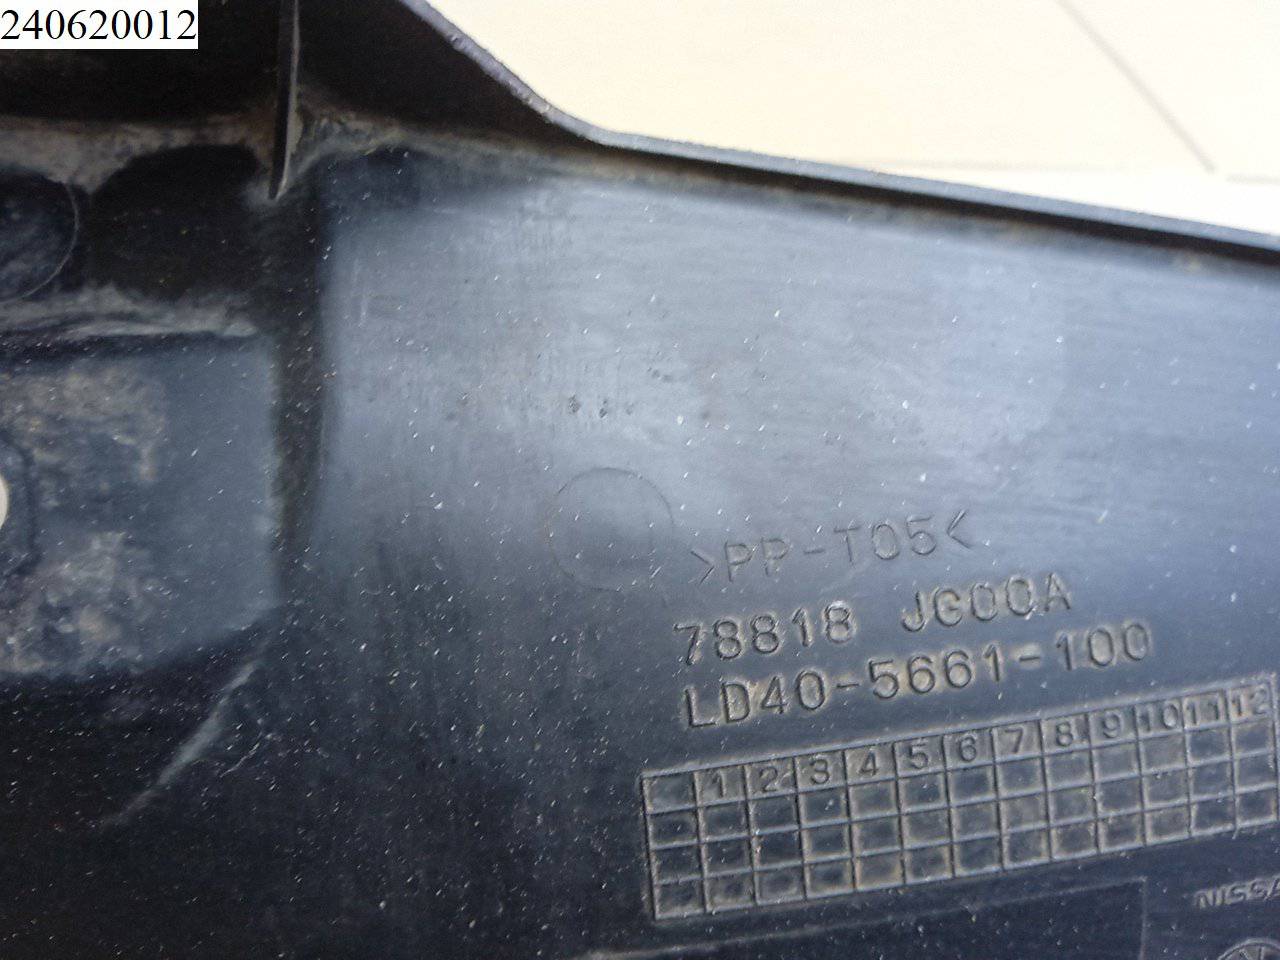 240620012
>PP-T05<
78818 JG00A
LD40-5661-100
1 2 3 4 5 6 7 8 9 10 11 12
NISSA